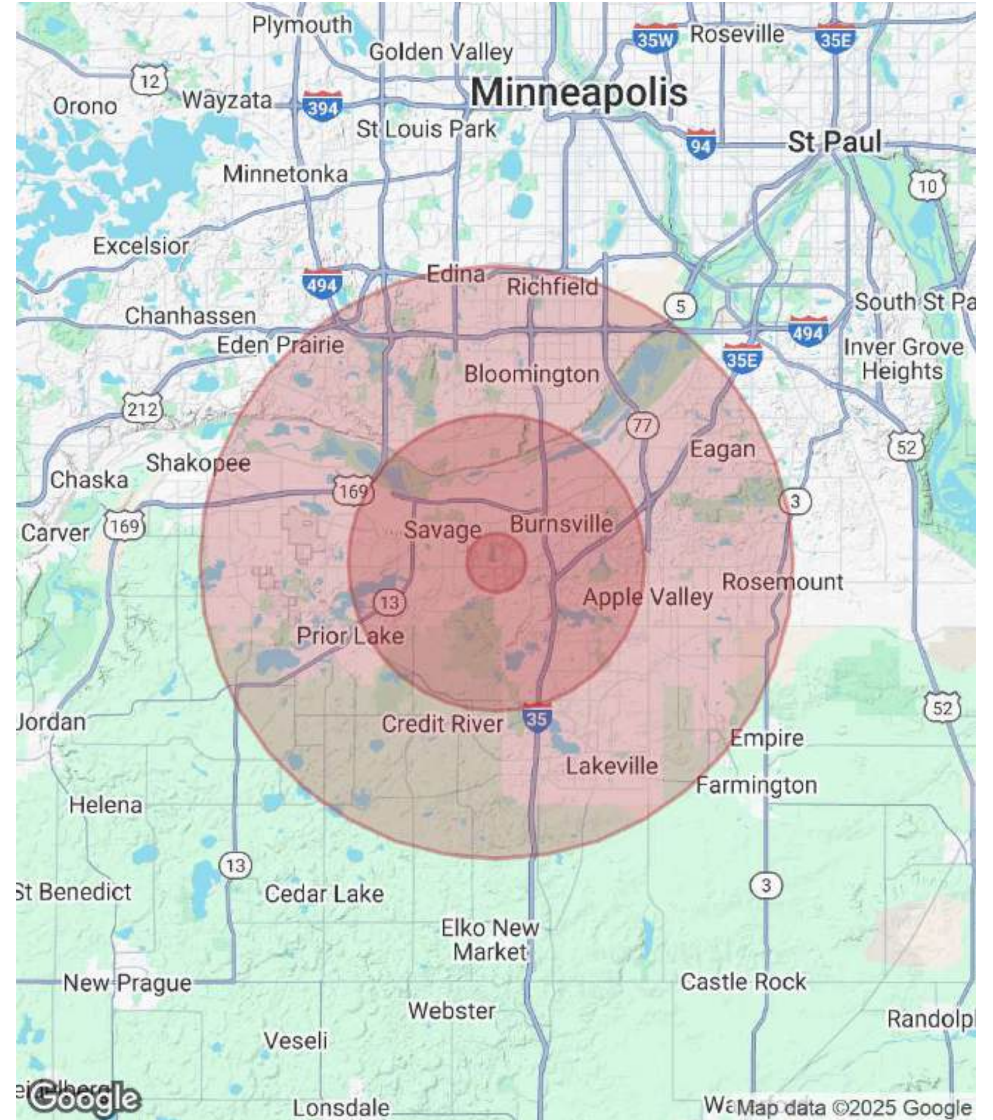 Plymouth
35W
Roseville
35E
Golden Valley
12
Orono
Wayzata
394
Minneapolis
St Louis Park
94
St Paul
Minnetonka
10
Excelsior
494
Edina
Richfield
5
South St Pa
Chanhassen
494
Eden Prairie
35E
Inver Grove
Heights
Bloomington
212
77
52
Eagan
Shakopee
Chaska
169
3
Carver
169
Savage
Burnsville
13
Apple Valley
Rosemount
Prior Lake
Jordan
Credit River
35
52
Empire
Lakeville
Farmington
Helena
13
3
St Benedict
Cedar Lake
Elko New
Market
New Prague
Castle Rock
Webster
Randolp
Veseli
Google
Lonsdale
Map data ©2025 Google